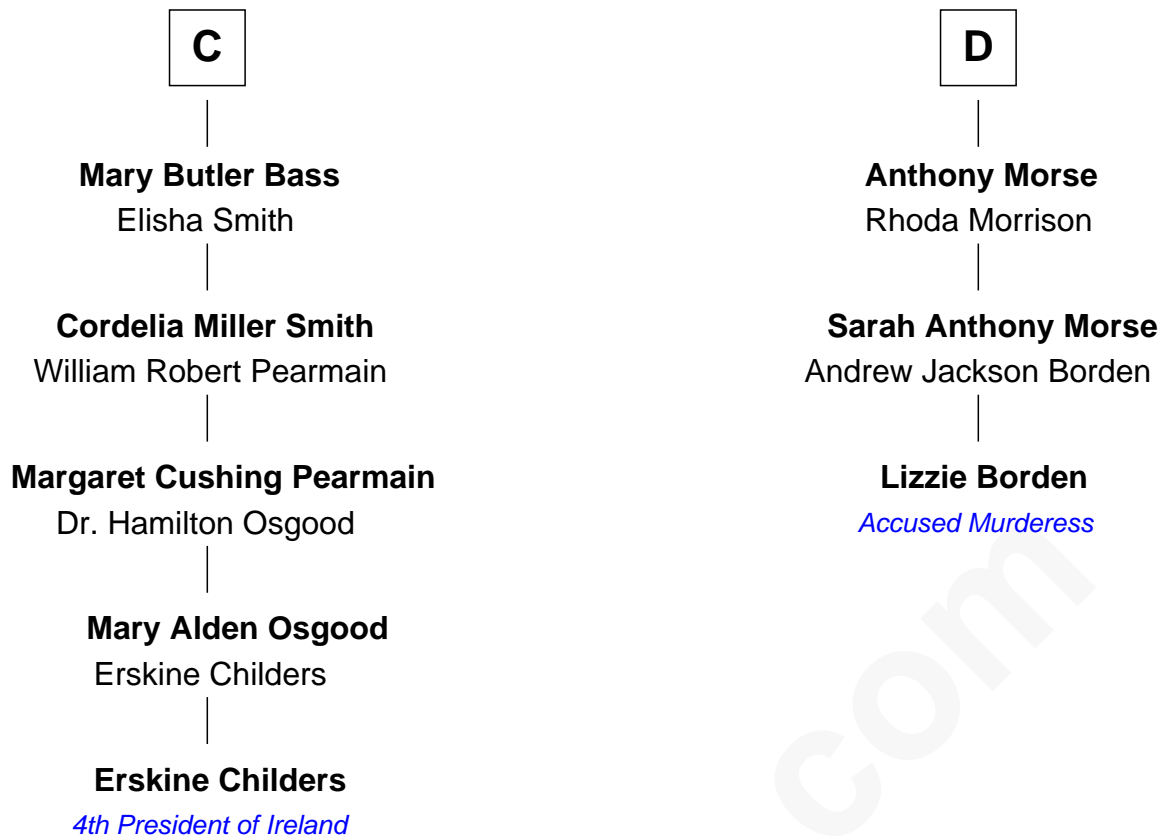 C
Mary Butler Bass
Elisha Smith
Cordelia Miller Smith
William Robert Pearmain
Margaret Cushing Pearmain
Dr. Hamilton Osgood
Mary Alden Osgood
Erskine Childers
Erskine Childers
4th President of Ireland
D
Anthony Morse
Rhoda Morrison
Sarah Anthony Morse
Andrew Jackson Borden
Lizzie Borden
Accused Murderess
com